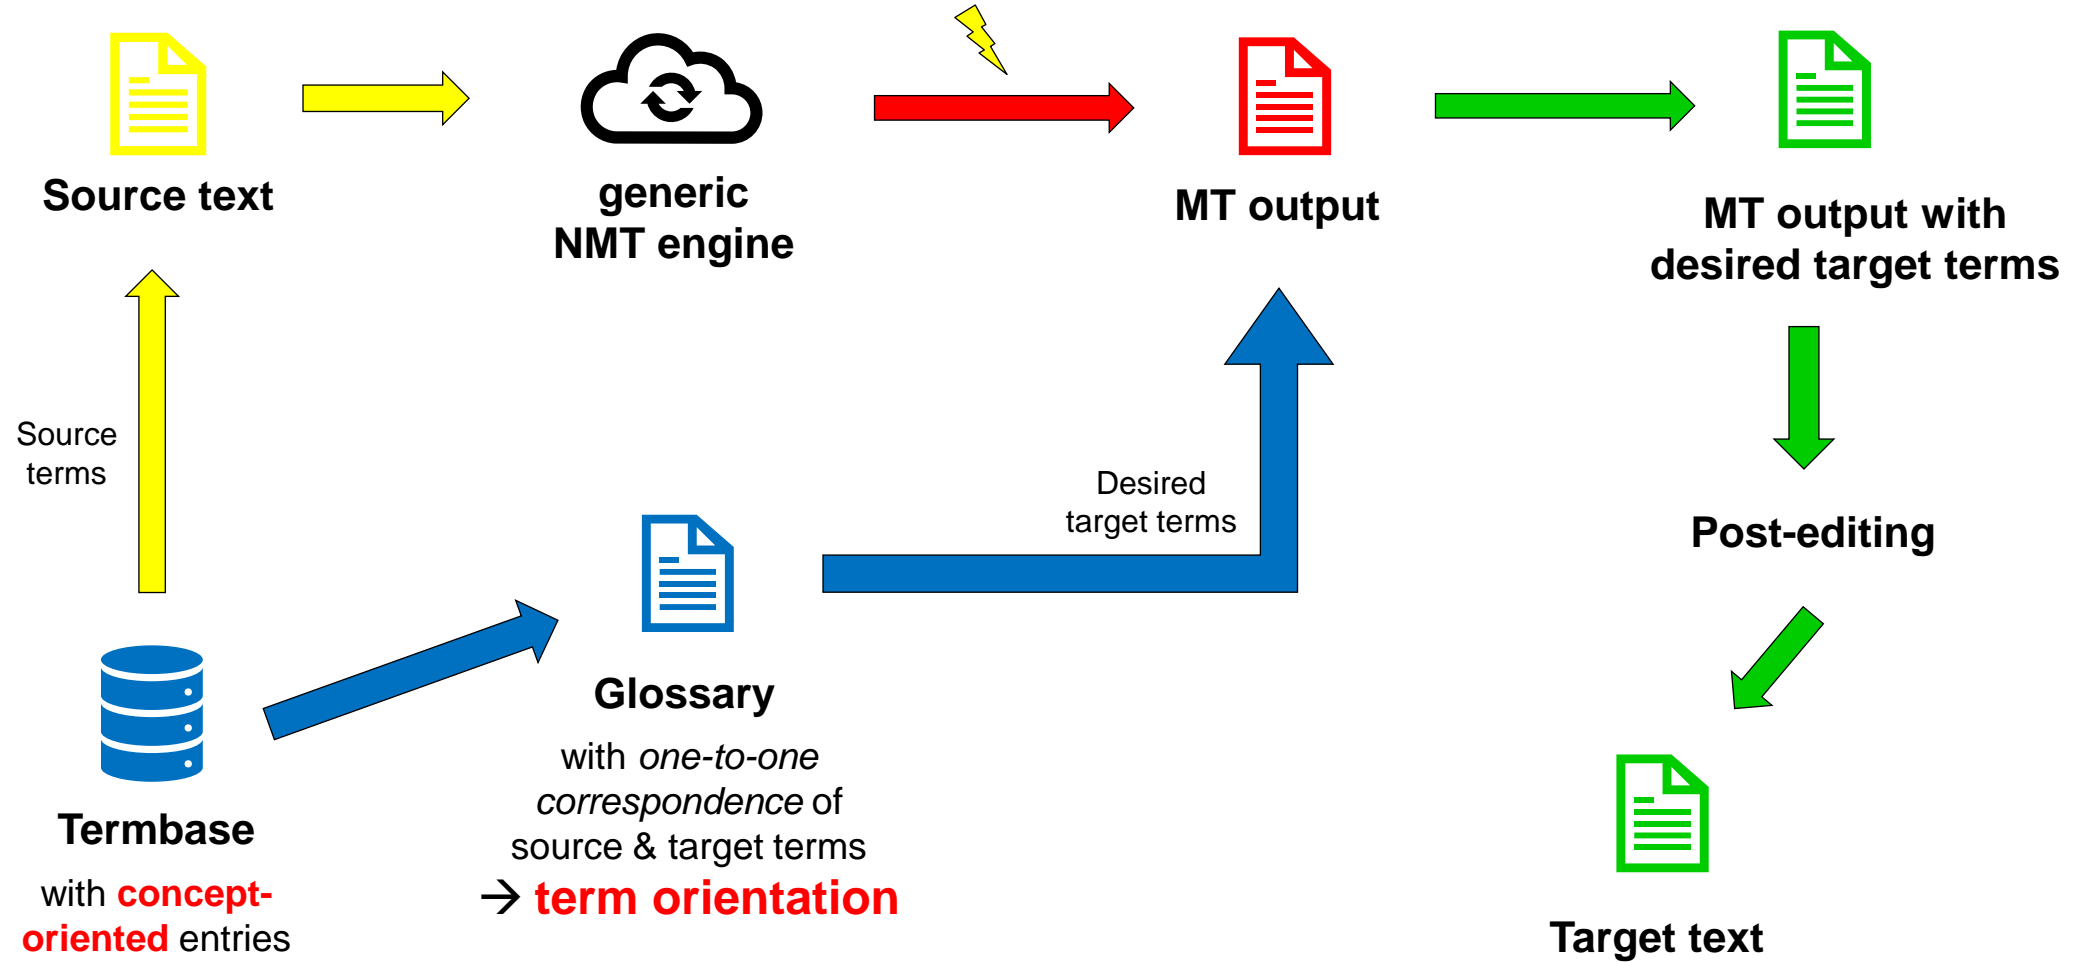 Source text
generic
NMT engine
MT output
MT output with
desired target terms
Source
terms
Desired
target terms
Post-editing
Glossary
with one-to-one
correspondence of
source & target terms
→ term orientation
Termbase
with concept-
oriented entries
Target text